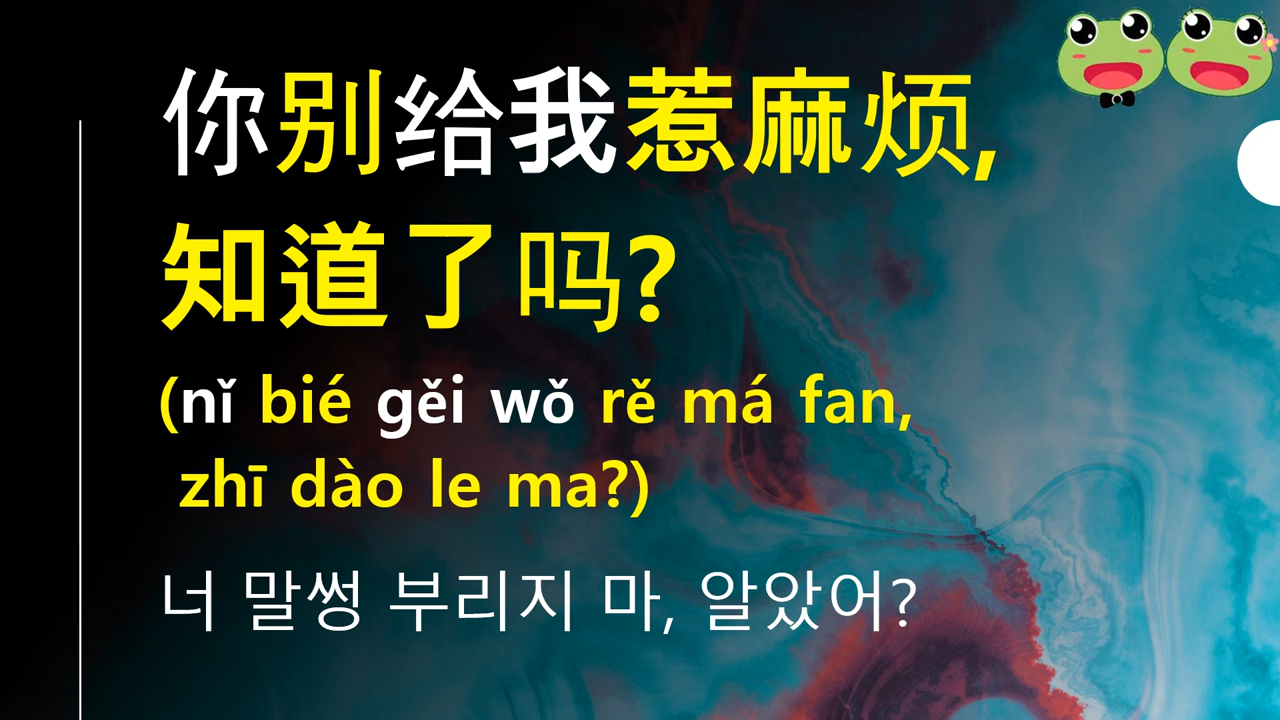 你别给我惹麻烦,
知道了吗?
(nǐ bié gěi wǒ rě má fan,
zhī dào le ma?)
너 말썽 부리지 마, 알았어?